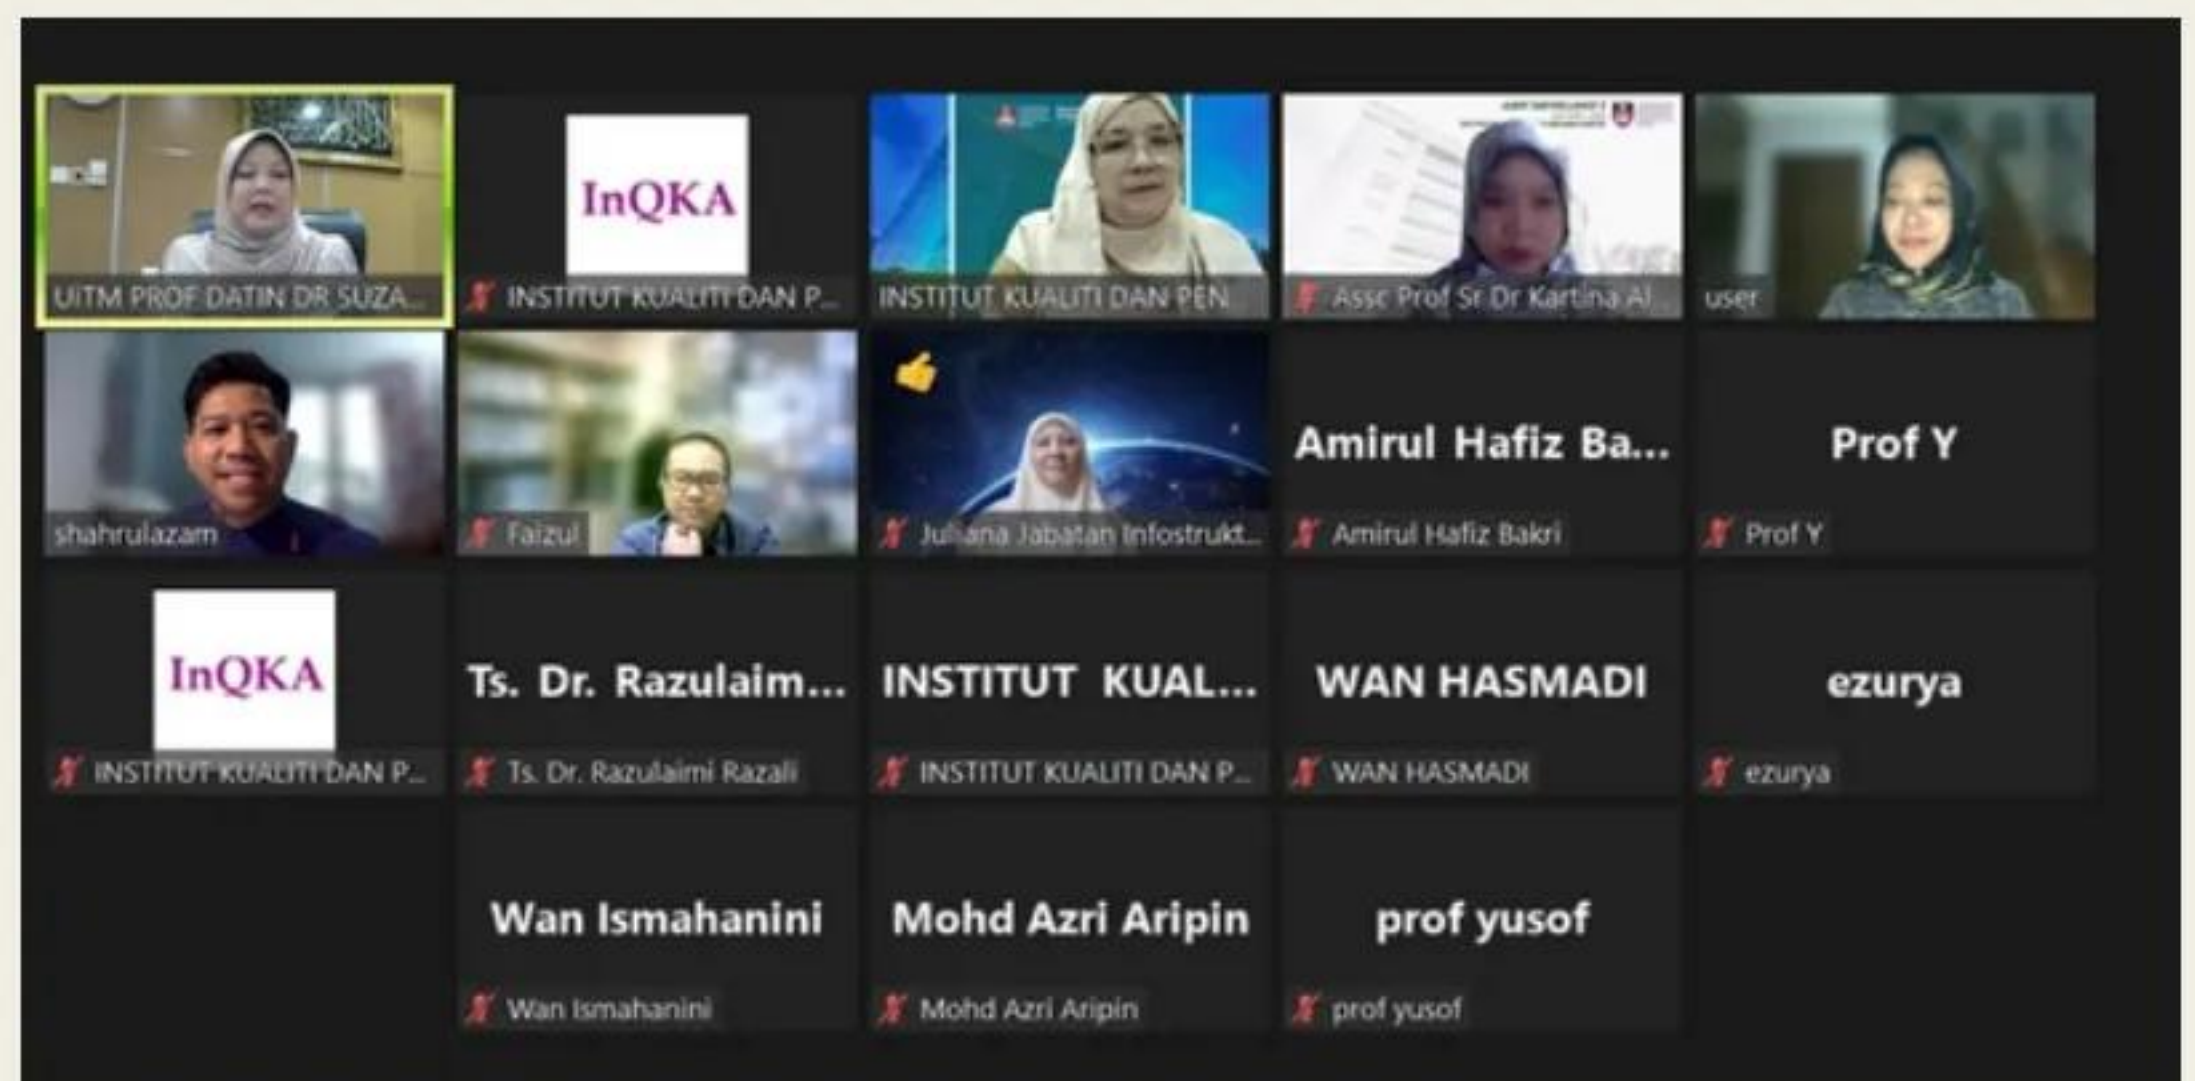 UiTM PROF DATIN DR SUZA...
InQKA
INSTITUT KUALITI DAN P...
INSTITUT KUALITI DAN PEN
Assc Prof Sr Dr Kartina Al...
user
shahrulazam
Faizul
Juliana Jabatan Infostrukt...
Amirul Hafiz Ba...
Amirul Hafiz Bakri
Prof Y
Prof Y
InQKA
INSTITUT KUALITI DAN P...
Ts. Dr. Razulaim...
Ts. Dr. Razulaimi Razali
INSTITUT KUAL...
INSTITUT KUALITI DAN P...
WAN HASMADI
WAN HASMADI
ezurya
ezurya
Wan Ismahanini
Wan Ismahanini
Mohd Azri Aripin
Mohd Azri Aripin
prof yusof
prof yusof